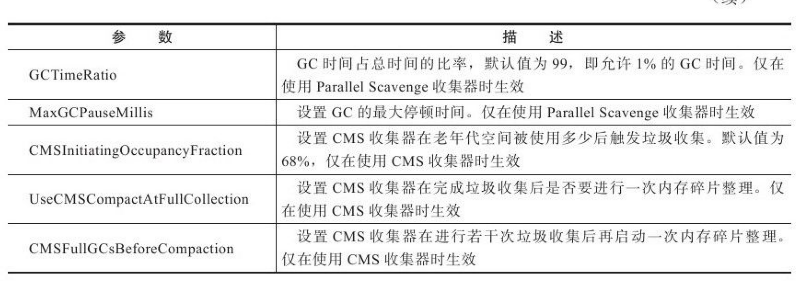 （续）
参　数　描　述
GCTimeRatio
GC 时间占总时间的比率，默认值为 99，即允许 1% 的 GC 时间。仅在
使用 Parallel Scavenge 收集器时生效
MaxGCPauseMillis
设置 GC 的最大停顿时间。仅在使用 Parallel Scavenge 收集器时生效
CMSInitiatingOccupancyFraction
设置 CMS 收集器在老年代空间被使用多少后触发垃圾收集。默认值为
68%，仅在使用 CMS 收集器时生效
UseCMSCompactAtFullCollection
设置 CMS 收集器在完成垃圾收集后是否要进行一次内存碎片整理。仅
在使用 CMS 收集器时生效
CMSFullGCsBeforeCompaction
设置 CMS 收集器在进行若干次垃圾收集后再启动一次内存碎片整理。
仅在使用 CMS 收集器时生效